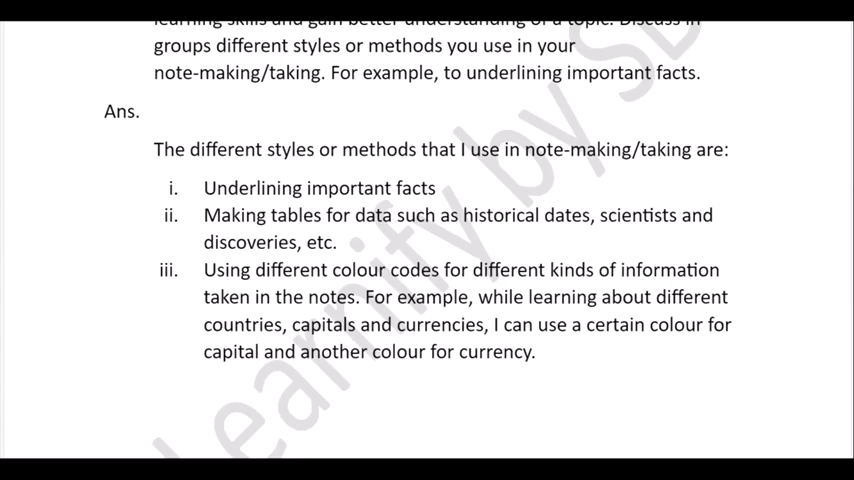 learning skills and gain better understanding of a topic. Discuss in
groups different styles or methods you use in your
note-making/taking. For example, to underlining important facts.
Ans.
The different styles or methods that I use in note-making/taking are:
i. Underlining important facts
ii. Making tables for data such as historical dates, scientists and
discoveries, etc.
iii. Using different colour codes for different kinds of information
taken in the notes. For example, while learning about different
countries, capitals and currencies, I can use a certain colour for
capital and another colour for currency.
Learnify by